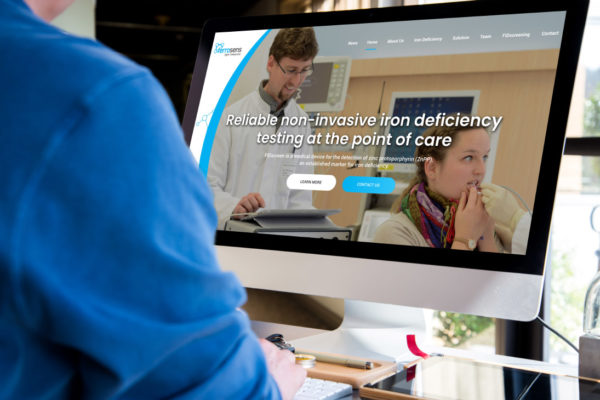 ferrosens
News Home About Us Iron Deficiency Solution Team FIDscreening Contact
Reliable non-invasive iron deficiency
testing at the point of care
FIDscreen is a medical device for the detection of zinc protoporphyrin (ZnPP)
an established marker for iron deficiency
LEARN MORE CONTACT US